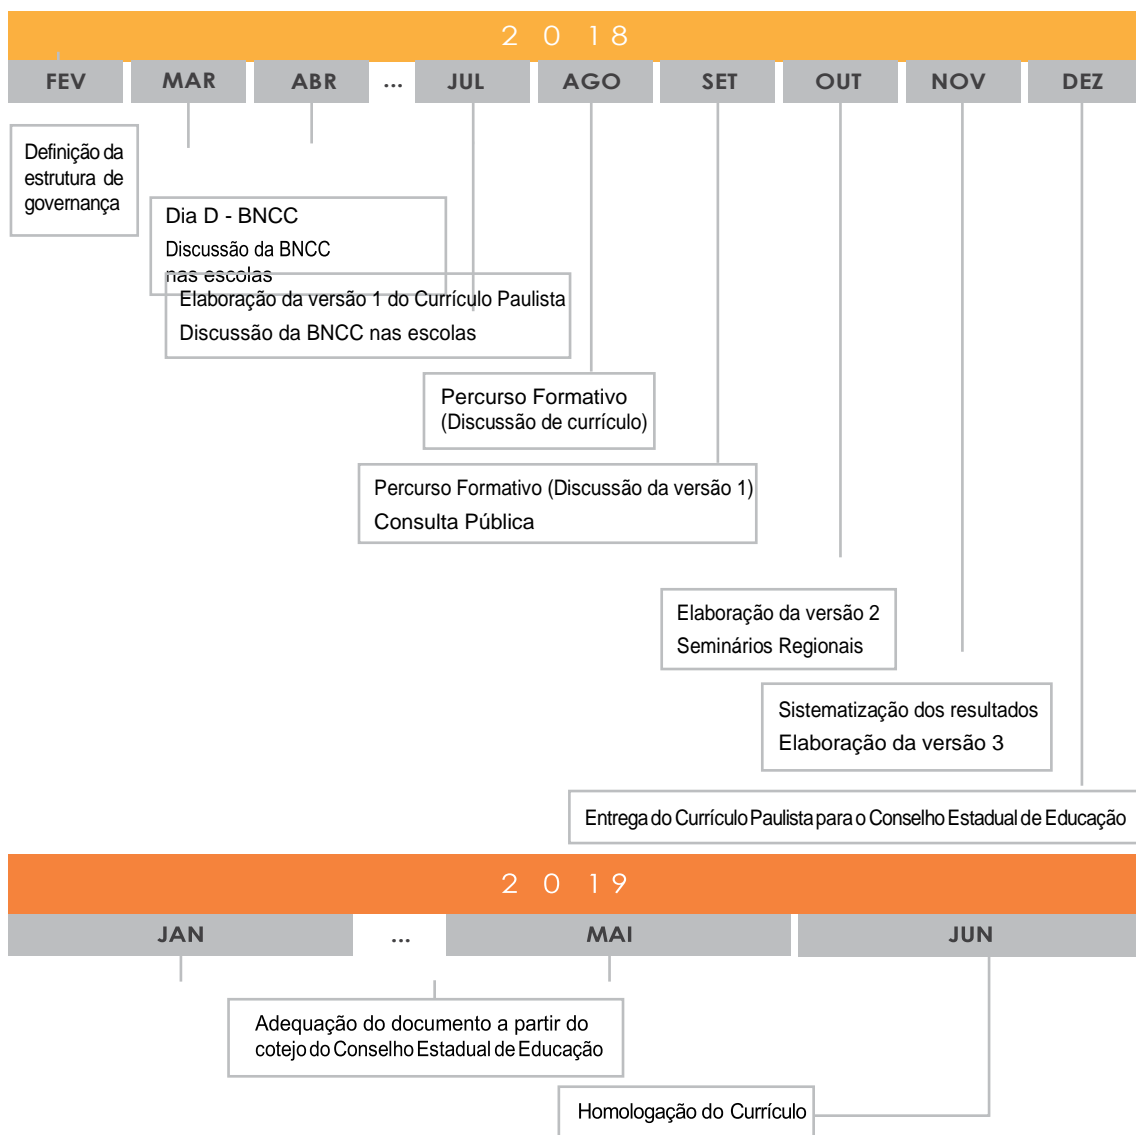 2 0 1 8
FEV MAR ABR ... JUL AGO SET OUT NOV DEZ
Definição da
estrutura de
governança
Dia D - BNCC
Discussão da BNCC
nas escolas
Elaboração da versão 1 do Currículo Paulista
Discussão da BNCC nas escolas
Percurso Formativo
(Discussão de currículo)
Percurso Formativo (Discussão da versão 1)
Consulta Pública
Elaboração da versão 2
Seminários Regionais
Sistematização dos resultados
Elaboração da versão 3
Entrega do Currículo Paulista para o Conselho Estadual de Educação
2 0 1 9
JAN ... MAI JUN
Adequação do documento a partir do
cotejo do Conselho Estadual de Educação
Homologação do Currículo